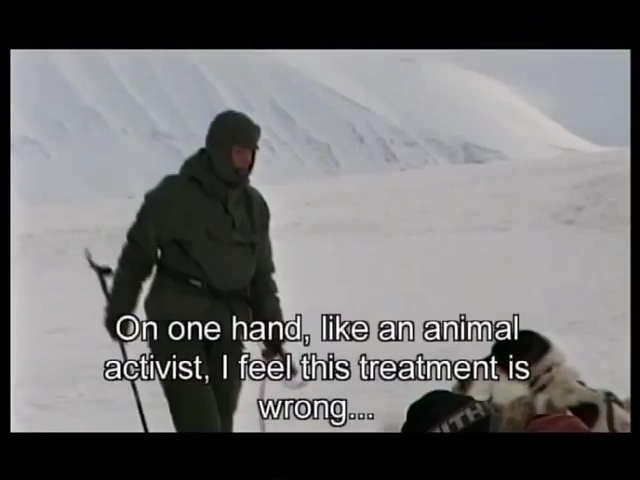 On one hand, like an animal
activist, I feel this treatment is
wrong...